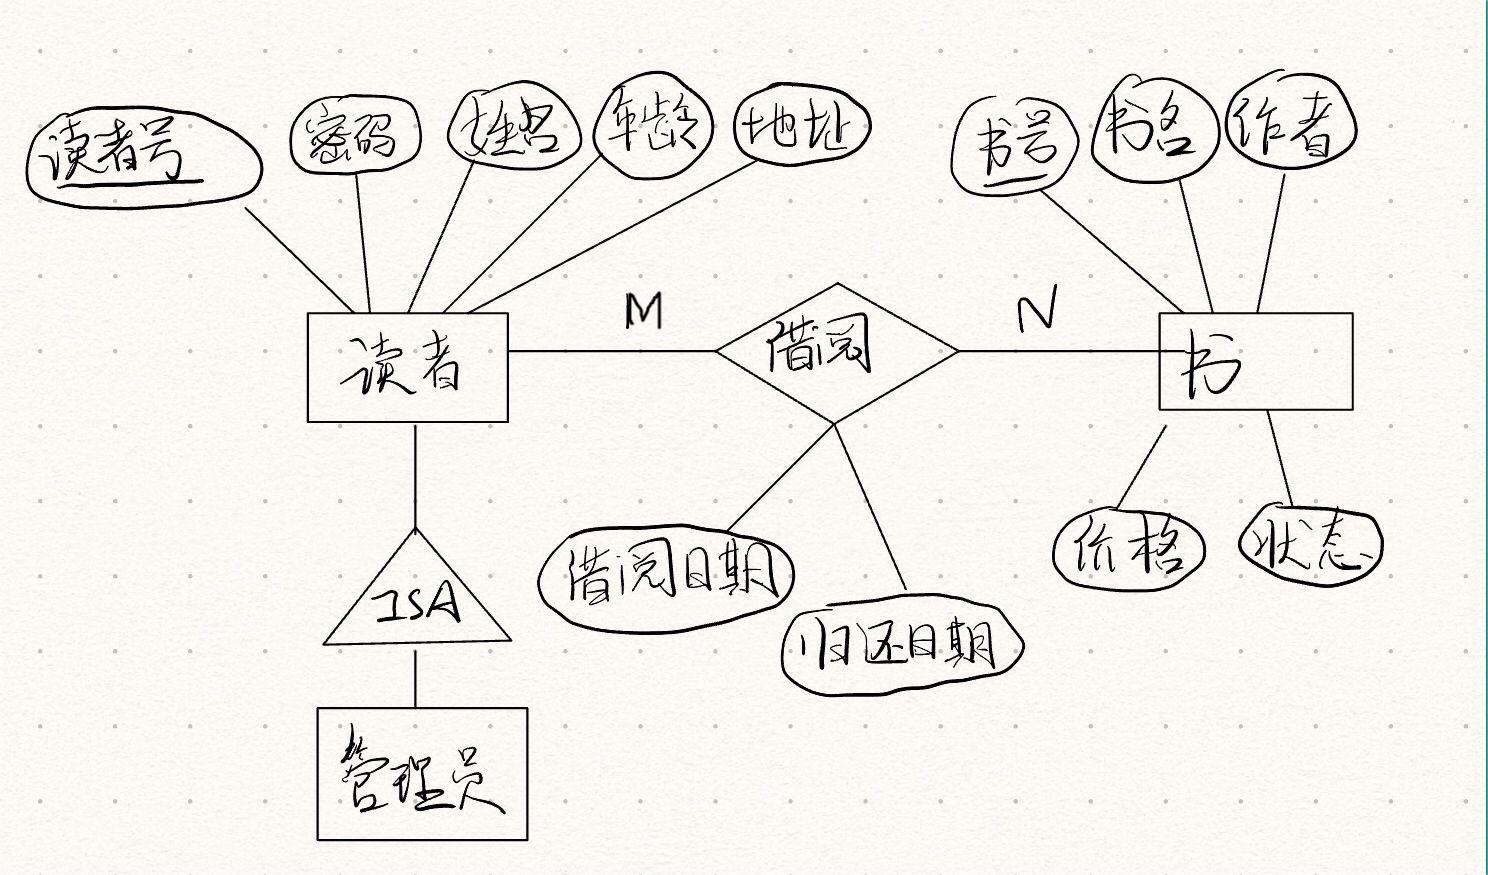 读者号
密码
姓名
年龄
地址
书号
书名
作者
读者
M
借阅
N
书
借阅日期
归还日期
价格
状态
ISA
管理员